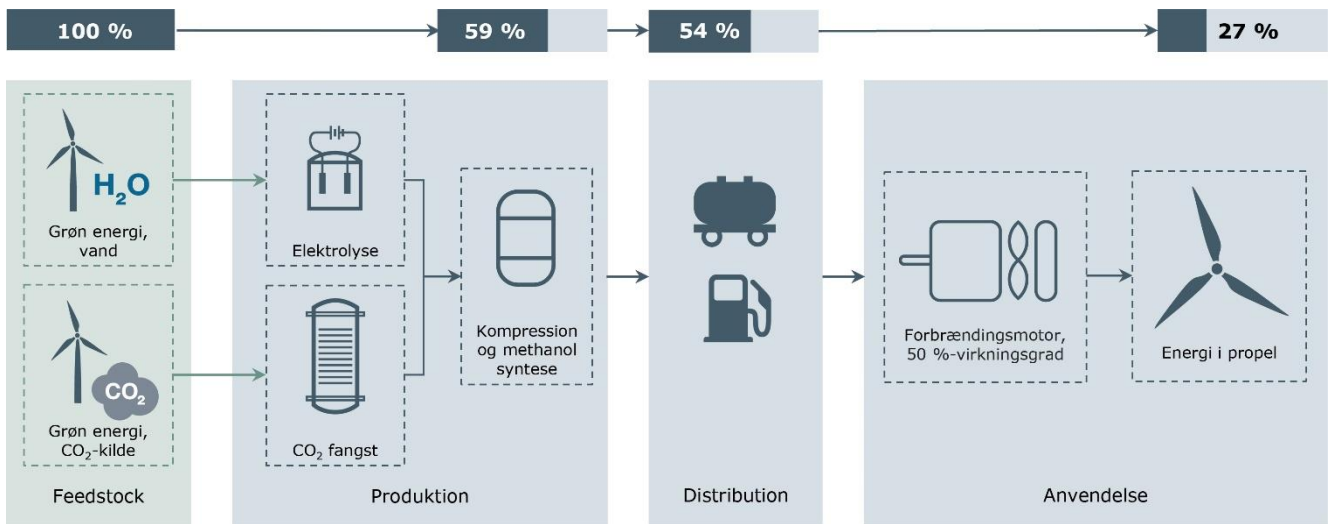 100 %
59 %
54 %
27 %
H₂O
Grøn energi,
vand
CO₂
Grøn energi,
CO₂-kilde
Feedstock
Elektrolyse
CO₂ fangst
Kompression
og methanol
syntese
Produktion
Distribution
Forbrændingsmotor,
50 %-virkningsgrad
Energi i propel
Anvendelse